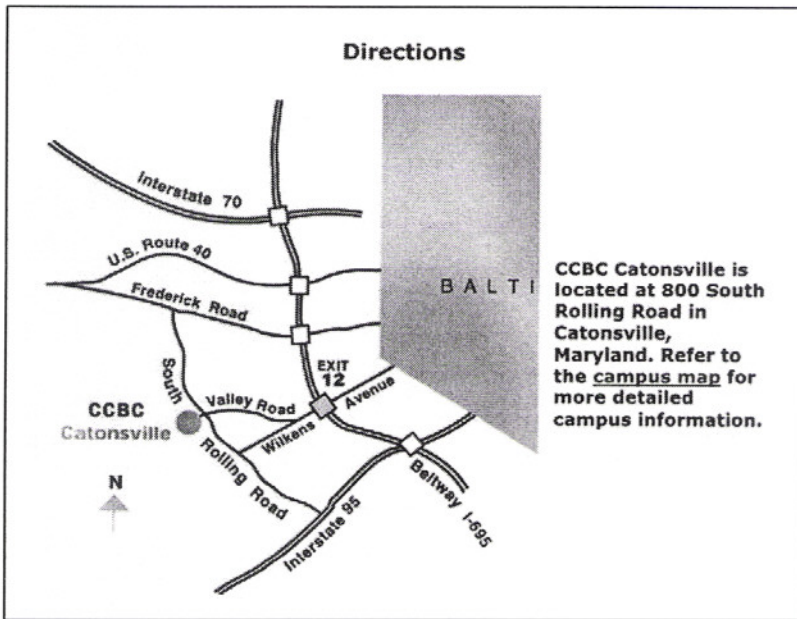 Directions
Interstate 70
U.S. Route 40
Frederick Road
BALTI
EXIT
12
South Rolling Road
Valley Road
Wilkens Avenue
CCBC
Catonsville
N
Interstate 95
Beltway I-695
CCBC Catonsville is
located at 800 South
Rolling Road in
Catonsville,
Maryland. Refer to
the campus map for
more detailed
campus information.